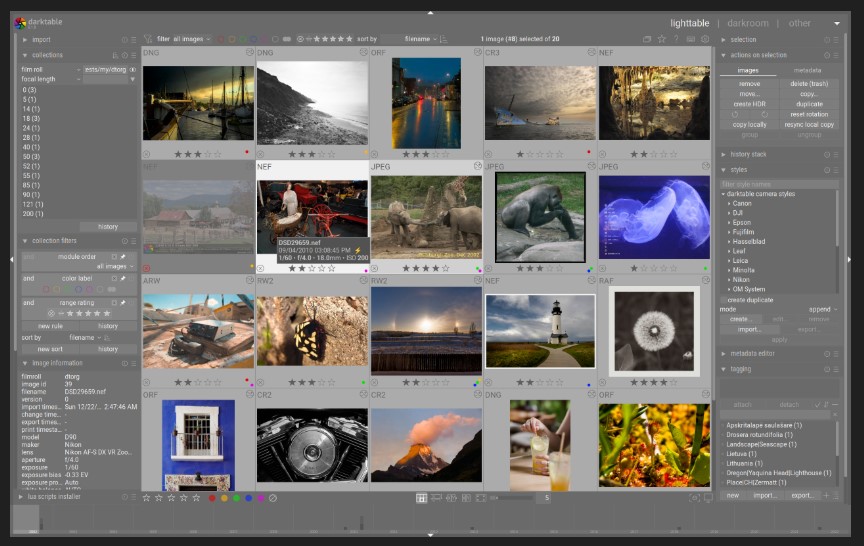 darktable
lighttable | darkroom | other
import
collections
film roll
ents/my/dtorg
focal length
0 (3)
5 (1)
14 (1)
18 (3)
24 (1)
28 (1)
40 (1)
50 (3)
52 (1)
55 (1)
85 (1)
90 (1)
121 (1)
200 (1)
history
collection filters
module order
all images
and color label
and range rating
new rule history
sort by filename
new sort history
image information
filmroll dtorg
image id 39
filename DSD29659.nef
version 0
import times... Sun 12/22/... 2:47:46 AM
change time... -
export times... -
print timesta... -
model D90
maker Nikon
lens Nikon AF-S DX VR Zoo...
aperture f/4.0
exposure 1/60
exposure bias -0.33 EV
exposure pro... Auto
lua scripts installer
filter all images
sort by filename
1 image (#8) selected of 20
DNG
DNG
ORF
CR3
NEF
NEF
DSD29659.nef
09/04/2010 03:08:45 PM
1/60 • f/4.0 • 18.8mm • ISO 200
JPEG
JPEG
JPEG
ARW
RW2
RW2
NEF
RAF
ORF
CR2
CR2
DNG
ORF
5
selection
actions on selection
images metadata
remove delete (trash)
move... copy...
create HDR duplicate
reset rotation
copy locally resync local copy
group ungroup
history stack
styles
filter style names
darktable camera styles
Canon
DJI
Epson
Fujifilm
Hasselblad
Leaf
Leica
Minolta
Nikon
OM System
create duplicate
mode append
create... edit... remove
import... export...
apply
metadata editor
tagging
attach detach
Apskritalapė saulašarė (1)
Drosera rotundifolia (1)
Landscape|Seascape (1)
Lietuva (1)
Lithuania (1)
Oregon|Yaquina Head|Lighthouse (1)
Place|CH|Zermatt (1)
new import... export...